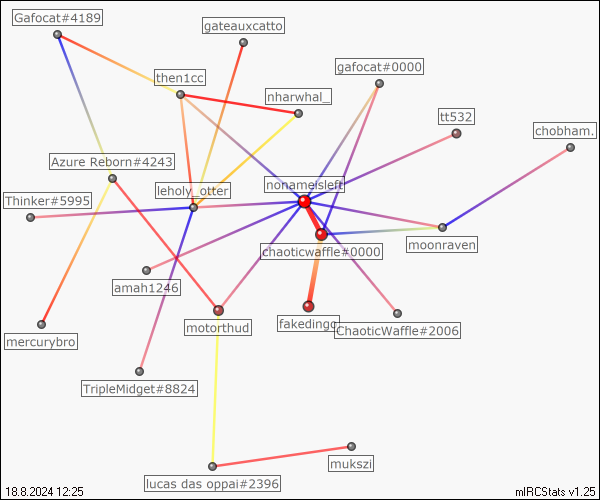 Gafocat#4189
gateauxcatto
then1cc
gafocat#0000
nharwhal_
tt532
chobham.
Azure Reborn#4243
leholy_otter
nonameisleft
Thinker#5995
chaoticwaffle#0000
moonraven
amah1246
motorthud
fakedingo
ChaoticWaffle#2006
mercurybro
TripleMidget#8824
mukszi
lucas das oppai#2396
18.8.2024 12:25
mIRCStats v1.25